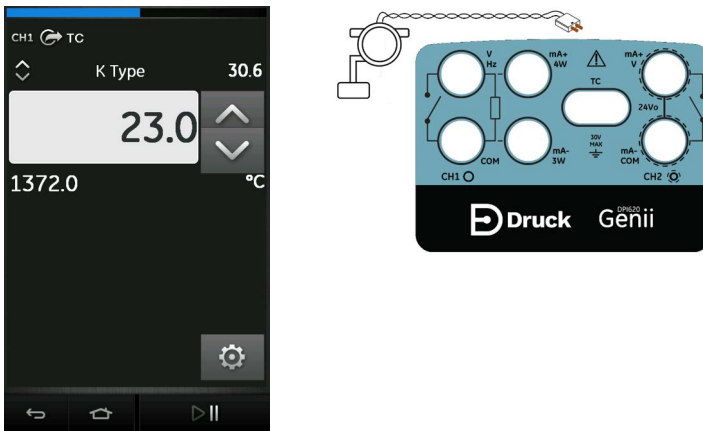 CH1 TC
K Type 30.6
23.0
1372.0 °C
V
Hz
mA+
4W
TC
mA+
V
24Vo
30V
MAX
COM
mA-
3W
mA-
COM
CH1
CH2
Druck
DPI620
Genii